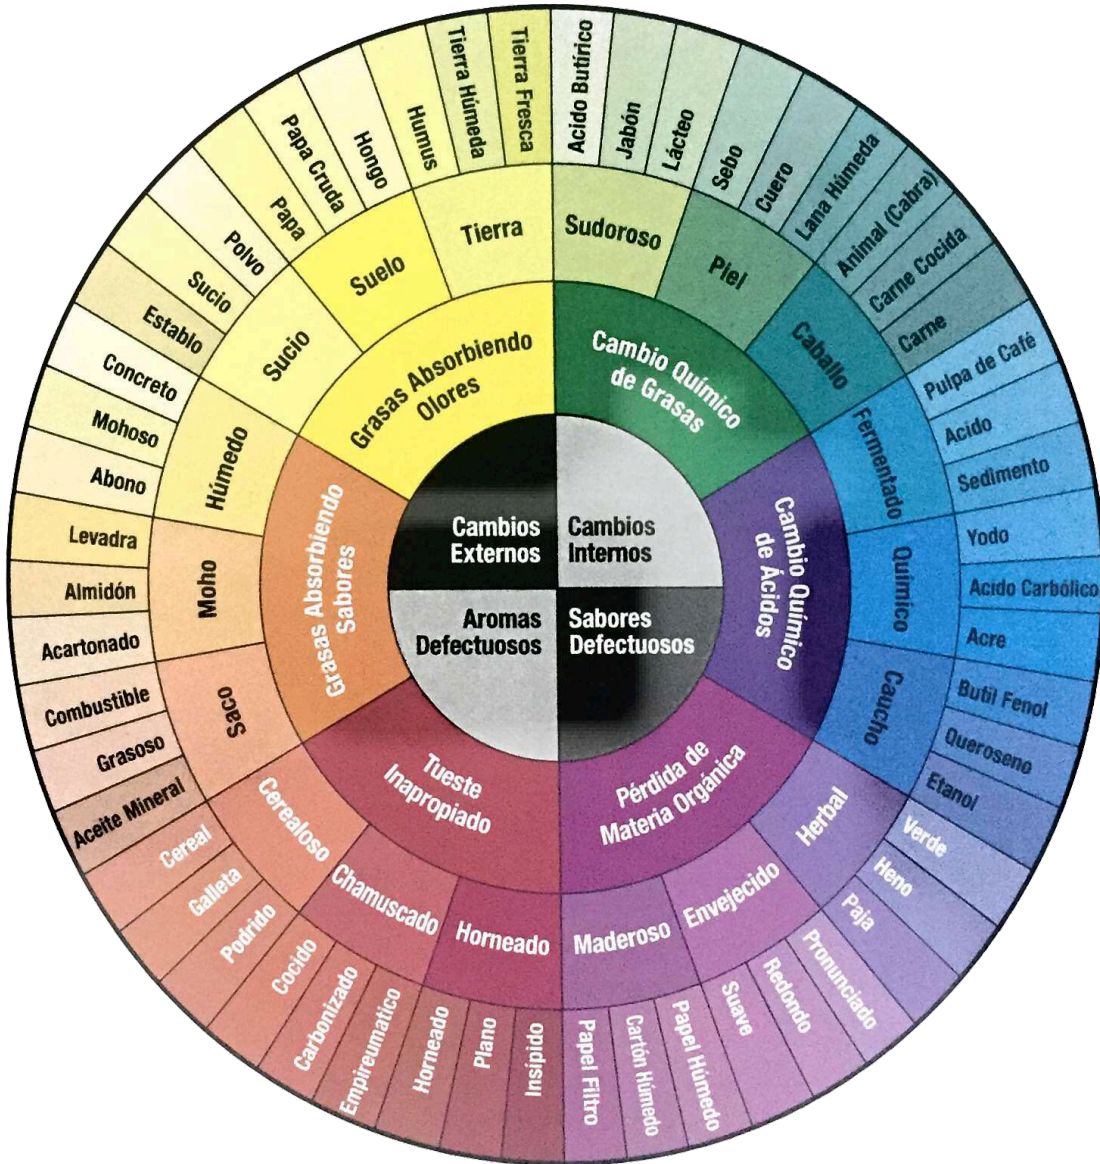 Cambios
Externos
Cambios
Internos
Aromas
Defectuosos
Sabores
Defectuosos
Grasas Absorbiendo
Olores
Cambio Químico
de Grasas
Cambio Químico
de Ácidos
Pérdida de
Materia Orgánica
Tueste
Inapropiado
Grasas Absorbiendo
Sabores
Tierra
Sudoroso
Piel
Caballo
Fermentado
Químico
Caucho
Herbal
Envejecido
Maderoso
Horneado
Chamuscado
Cerealoso
Saco
Moho
Húmedo
Sucio
Suelo
Acido Butírico
Jabón
Lácteo
Sebo
Cuero
Lana Húmeda
Animal (Cabra)
Carne Cocida
Carne
Pulpa de Café
Acido
Sedimento
Yodo
Acido Carbólico
Acre
Butil Fenol
Queroseno
Etanol
Verde
Heno
Paja
Pronunciado
Redondo
Suave
Papel Húmedo
Cartón Húmedo
Papel Filtro
Insípido
Plano
Horneado
Empireumatico
Carbonizado
Cocido
Podrido
Galleta
Cereal
Aceite Mineral
Grasoso
Combustible
Acartonado
Almidón
Levadra
Abono
Mohoso
Concreto
Establo
Sucio
Polvo
Papa
Papa Cruda
Hongo
Humus
Tierra Húmeda
Tierra Fresca